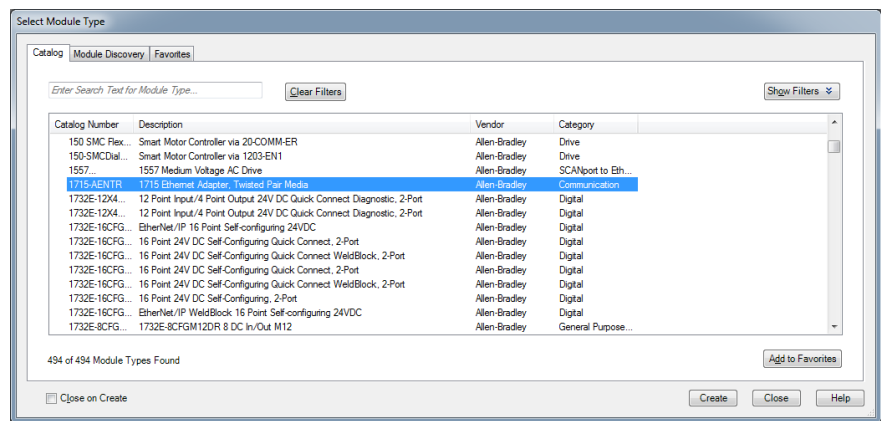 Select Module Type
Catalog Module Discovery Favorites
Enter Search Text for Module Type... Clear Filters Show Filters
Catalog Number Description Vendor Category
150 SMC Flex... Smart Motor Controller via 20-COMM-ER Allen-Bradley Drive
150-SMCDial... Smart Motor Controller via 1203-EN1 Allen-Bradley Drive
1557... 1557 Medium Voltage AC Drive Allen-Bradley SCANport to Eth...
1715-AENTR 1715 Ethernet Adapter, Twisted Pair Media Allen-Bradley Communication
1732E-12X4... 12 Point Input/4 Point Output 24V DC Quick Connect Diagnostic, 2-Port Allen-Bradley Digital
1732E-12X4... 12 Point Input/4 Point Output 24V DC Quick Connect Diagnostic, 2-Port Allen-Bradley Digital
1732E-16CFG... EtherNet/IP 16 Point Self-configuring 24VDC Allen-Bradley Digital
1732E-16CFG... 16 Point 24V DC Self-Configuring Quick Connect, 2-Port Allen-Bradley Digital
1732E-16CFG... 16 Point 24V DC Self-Configuring Quick Connect WeldBlock, 2-Port Allen-Bradley Digital
1732E-16CFG... 16 Point 24V DC Self-Configuring Quick Connect, 2-Port Allen-Bradley Digital
1732E-16CFG... 16 Point 24V DC Self-Configuring Quick Connect WeldBlock, 2-Port Allen-Bradley Digital
1732E-16CFG... 16 Point 24V DC Self-Configuring, 2-Port Allen-Bradley Digital
1732E-16CFG... EtherNet/IP WeldBlock 16 Point Self-configuring 24VDC Allen-Bradley Digital
1732E-8CFG... 1732E-8CFGM12DR 8 DC In/Out M12 Allen-Bradley General Purpose...
494 of 494 Module Types Found Add to Favorites
Close on Create Create Close Help